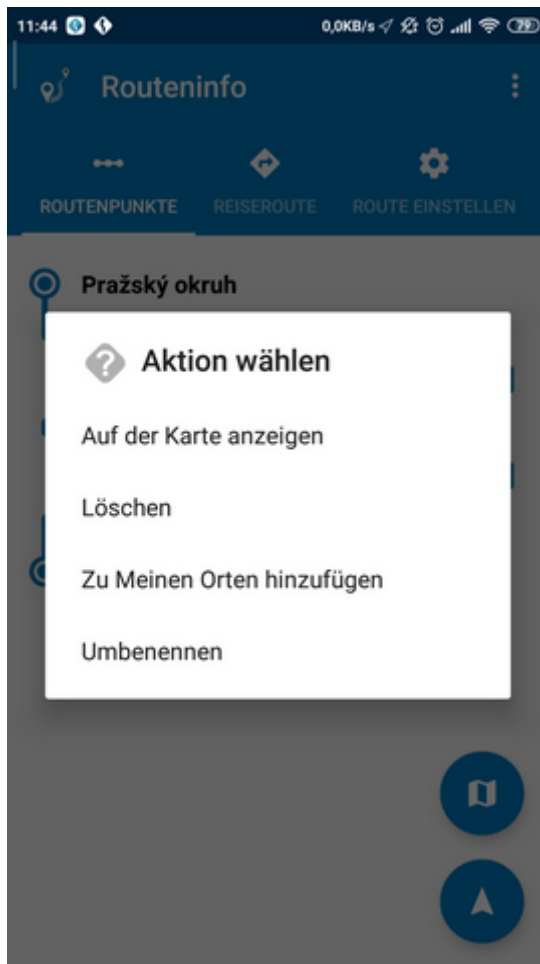 11:44 0,0KB/s 79
Routeninfo
ROUTENPUNKTE REISEROUTE ROUTE EINSTELLEN
Pražský okruh
Aktion wählen
Auf der Karte anzeigen
Löschen
Zu Meinen Orten hinzufügen
Umbenennen